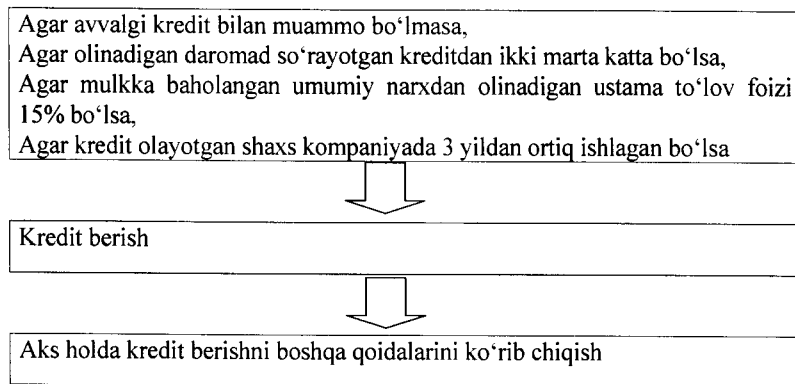 Agar avvalgi kredit bilan muammo bo‘lmasa,
Agar olinadigan daromad so‘rayotgan kreditdan ikki marta katta bo‘lsa,
Agar mulkka baholangan umumiy narxdan olinadigan ustama to‘lov foizi
15% bo‘lsa,
Agar kredit olayotgan shaxs kompaniyada 3 yildan ortiq ishlagan bo‘lsa
Kredit berish
Aks holda kredit berishni boshqa qoidalarini ko‘rib chiqish